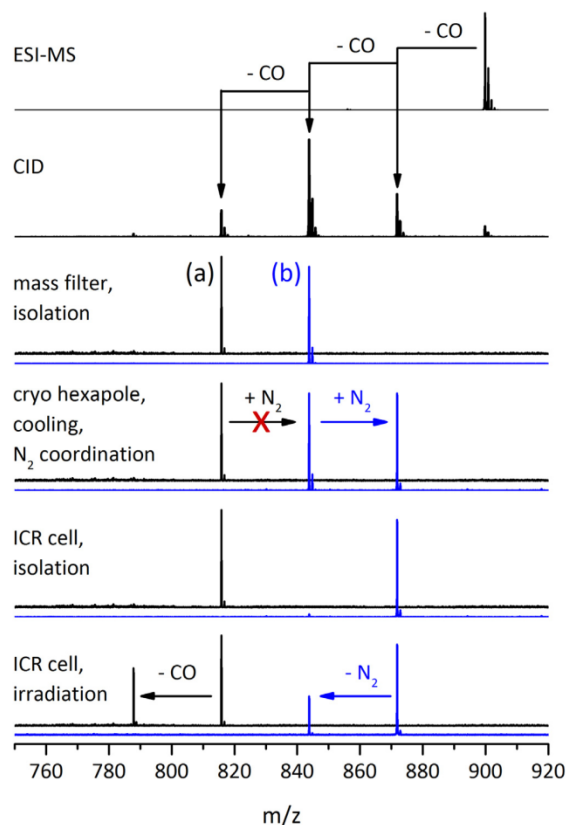 - CO
- CO
- CO
ESI-MS
CID
(a)
(b)
mass filter,
isolation
cryo hexapole,
cooling,
N₂ coordination
+ N₂
X
+ N₂
ICR cell,
isolation
ICR cell,
irradiation
- CO
- N₂
760 780 800 820 840 860 880 900 920
m/z